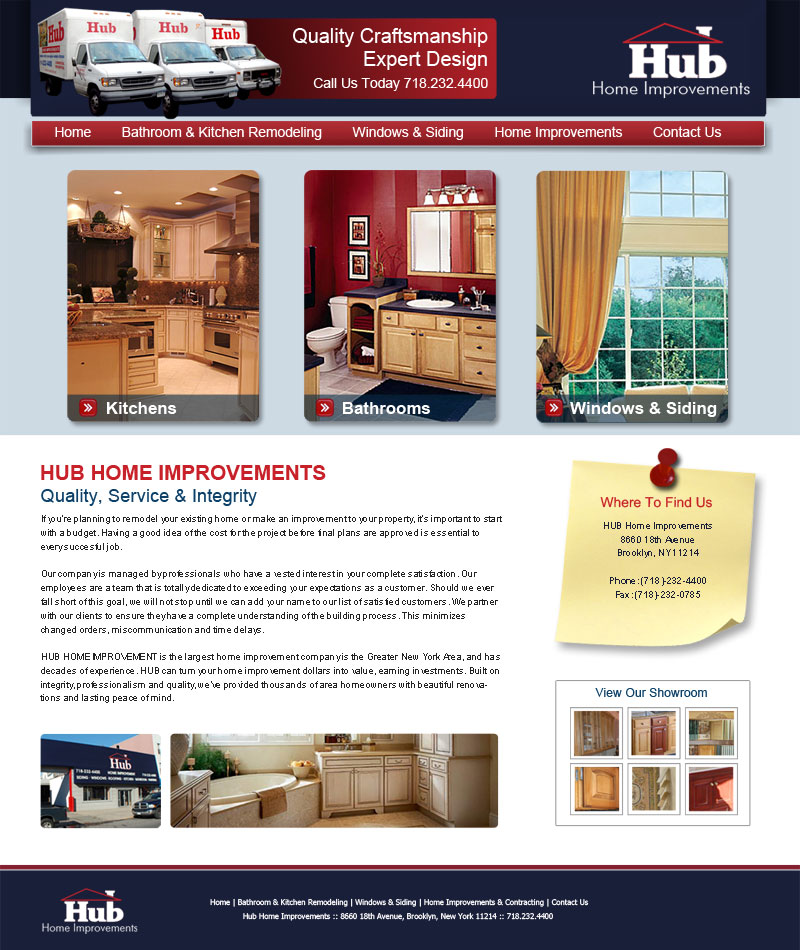 Hub
Hub
Hub
Quality Craftsmanship
Expert Design
Call Us Today 718.232.4400
Hub
Home Improvements
Home Bathroom & Kitchen Remodeling Windows & Siding Home Improvements Contact Us
Kitchens
Bathrooms
Windows & Siding
HUB HOME IMPROVEMENTS
Quality, Service & Integrity
If you're planning to remodel your existing home or make an improvement to your property, it's important to start
with a budget. Having a good idea of the cost for the project before final plans are approved is essential to
every succesful job.
Our company is managed by professionals who have a vested interest in your complete satisfaction. Our
employees are a team that is totally dedicated to exceeding your expectations as a customer. Should we ever
fall short of this goal, we will not stop until we can add your name to our list of satisfied customers. We partner
with our clients to ensure they have a complete understanding of the building process. This minimizes
changed orders, miscommunication and time delays.
HUB HOME IMPROVEMENT is the largest home improvement company is the Greater New York Area, and has
decades of experience. HUB can turn your home improvement dollars into value, earning investments. Built on
integrity, professionalism and quality, we've provided thousands of area homeowners with beautiful renova-
tions and lasting peace of mind.
Where To Find Us
HUB Home Improvements
8660 18th Avenue
Brooklyn, NY 11214
Phone: (718)-232-4400
Fax: (718)-232-0785
View Our Showroom
Hub
HOME IMPROVEMENT
718-232-4400
Hub
Home Improvements
Home | Bathroom & Kitchen Remodeling | Windows & Siding | Home Improvements & Contracting | Contact Us
Hub Home Improvements :: 8660 18th Avenue, Brooklyn, New York 11214 :: 718.232.4400